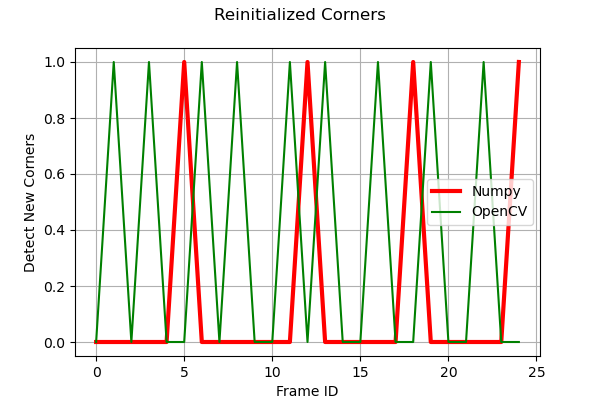 Reinitialized Corners
Detect New Corners
1.0
0.8
0.6
0.4
0.2
0.0
Numpy
OpenCV
0 5 10 15 20 25
Frame ID